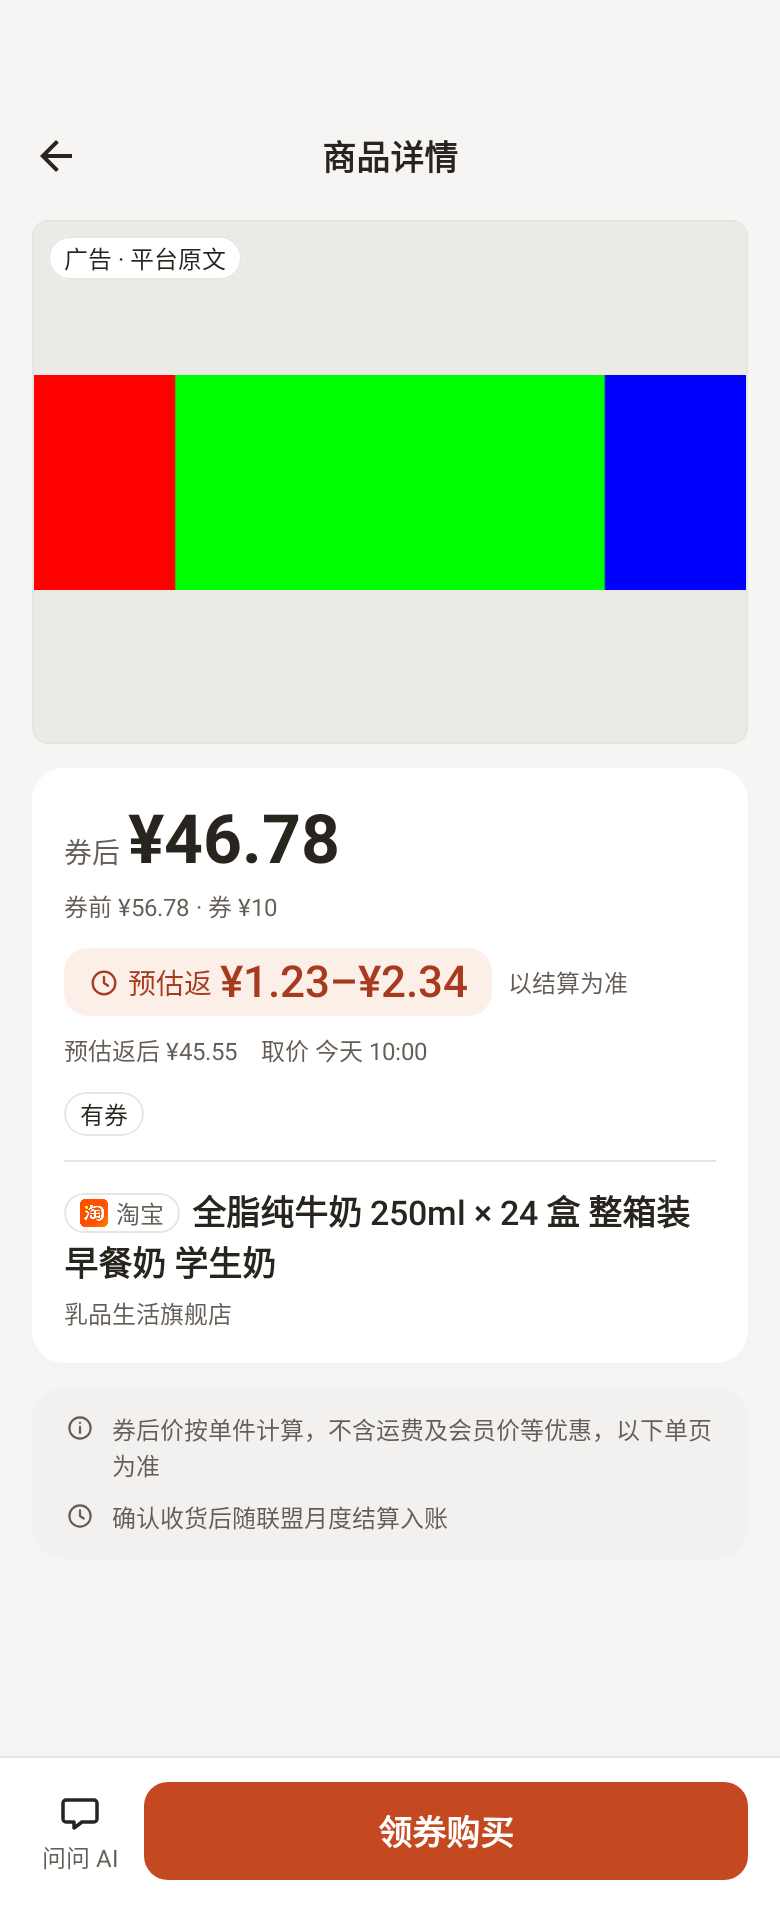 商品详情
广告 · 平台原文
券后 ¥46.78
券前 ¥56.78 · 券 ¥10
预估返 ¥1.23–¥2.34 以结算为准
预估返后 ¥45.55 取价 今天 10:00
有券
淘 淘宝 全脂纯牛奶 250ml × 24 盒 整箱装
早餐奶 学生奶
乳品生活旗舰店
券后价按单件计算，不含运费及会员价等优惠，以下单页
为准
确认收货后随联盟月度结算入账
领券购买
问问 AI